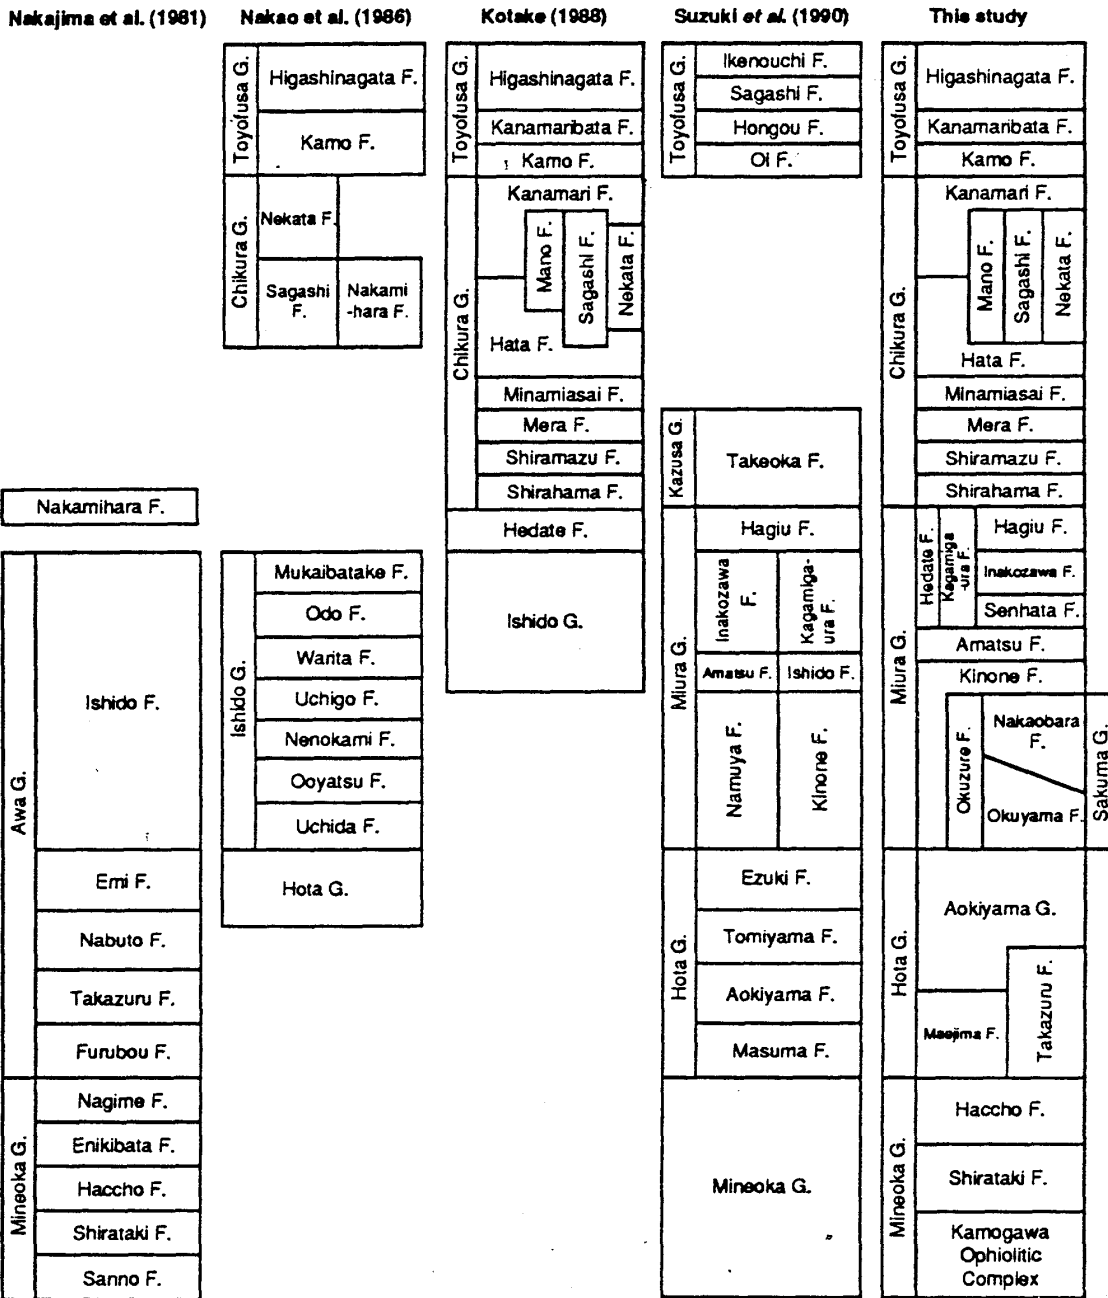 Nakajima et al. (1981)
Nakao et al. (1986)
Kotake (1988)
Suzuki et al. (1990)
This study
Nakamihara F.
Awa G.
Ishido F.
Emi F.
Nabuto F.
Takazuru F.
Furubou F.
Mineoka G.
Nagime F.
Enikibata F.
Haccho F.
Shirataki F.
Sanno F.
Toyofusa G.
Higashinagata F.
Kamo F.
Chikura G.
Nekata F.
Sagashi
F.
Nakami
-hara F.
Ishido G.
Mukaibatake F.
Odo F.
Warita F.
Uchigo F.
Nenokami F.
Ooyatsu F.
Uchida F.
Hota G.
Toyofusa G.
Higashinagata F.
Kanamaribata F.
Kamo F.
Chikura G.
Kanamari F.
Mano F.
Sagashi F.
Nekata F.
Hata F.
Minamiasai F.
Mera F.
Shiramazu F.
Shirahama F.
Hedate F.
Ishido G.
Toyofusa G.
Ikenouchi F.
Sagashi F.
Hongou F.
Oi F.
Kazusa G.
Takeoka F.
Miura G.
Hagiu F.
Inakozawa
F.
Kagamiga-
ura F.
Amatsu F.
Ishido F.
Namuya F.
Kinone F.
Hota G.
Ezuki F.
Tomiyama F.
Aokiyama F.
Masuma F.
Mineoka G.
Toyofusa G.
Higashinagata F.
Kanamaribata F.
Kamo F.
Chikura G.
Kanamari F.
Mano F.
Sagashi F.
Nekata F.
Hata F.
Minamiasai F.
Mera F.
Shiramazu F.
Shirahama F.
Miura G.
Hedate F.
Kagamiga
-ura F.
Hagiu F.
Inakozawa F.
Senhata F.
Amatsu F.
Kinone F.
Okuzure F.
Nakaobara
F.
Okuyama F.
Sakuma G.
Hota G.
Aokiyama G.
Maejima F.
Takazuru F.
Mineoka G.
Haccho F.
Shirataki F.
Kamogawa
Ophiolitic
Complex